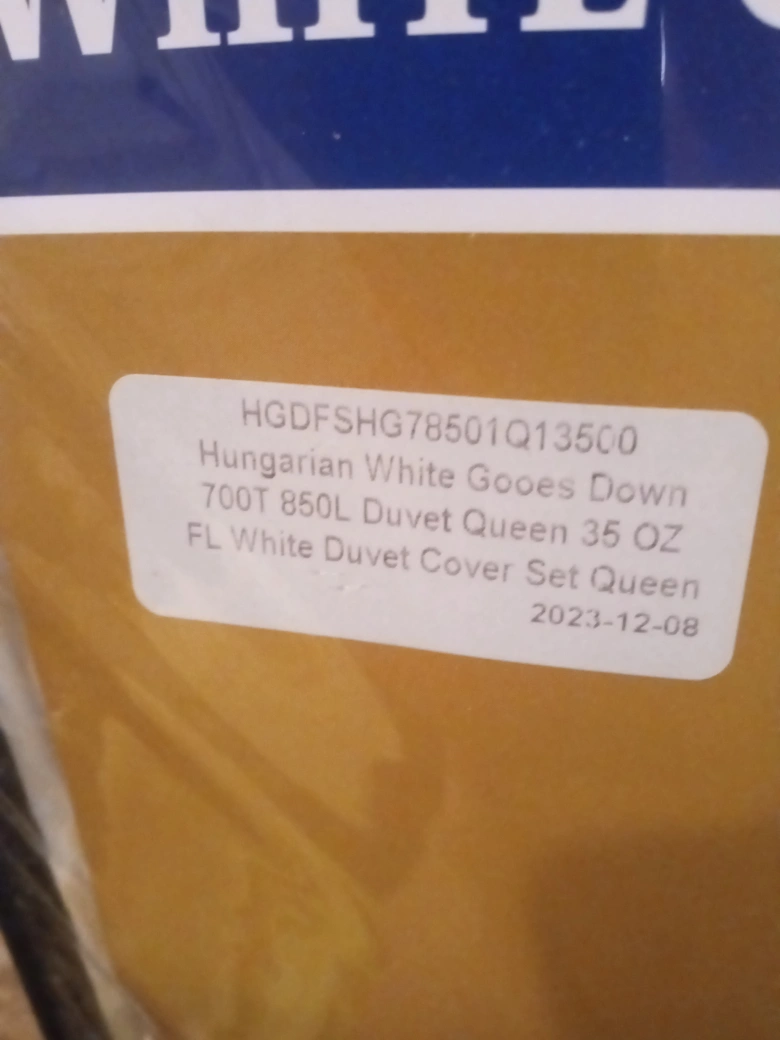 WHITE
HGDFSHG78501Q13500
Hungarian White Gooes Down
700T 850L Duvet Queen 35 OZ
FL White Duvet Cover Set Queen
2023-12-08